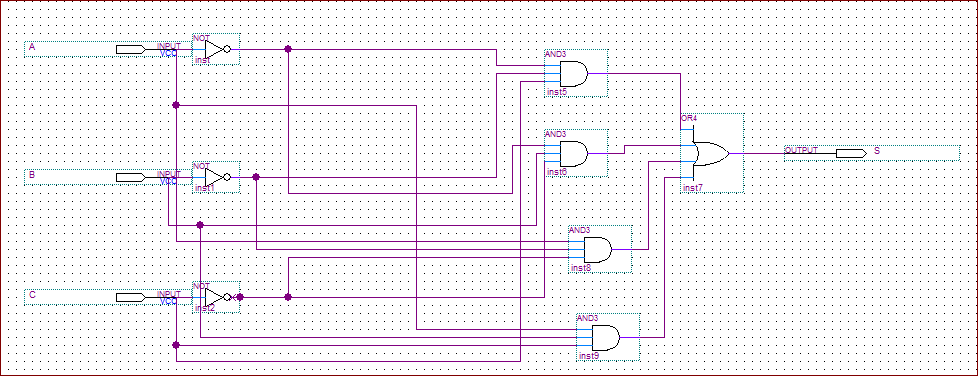 A
INPUT
VCC
NOT
inst
AND3
inst5
OR4
inst7
OUTPUT
S
AND3
inst6
B
INPUT
VCC
NOT
inst1
AND3
inst8
C
INPUT
VCC
NOT
inst2
AND3
inst9